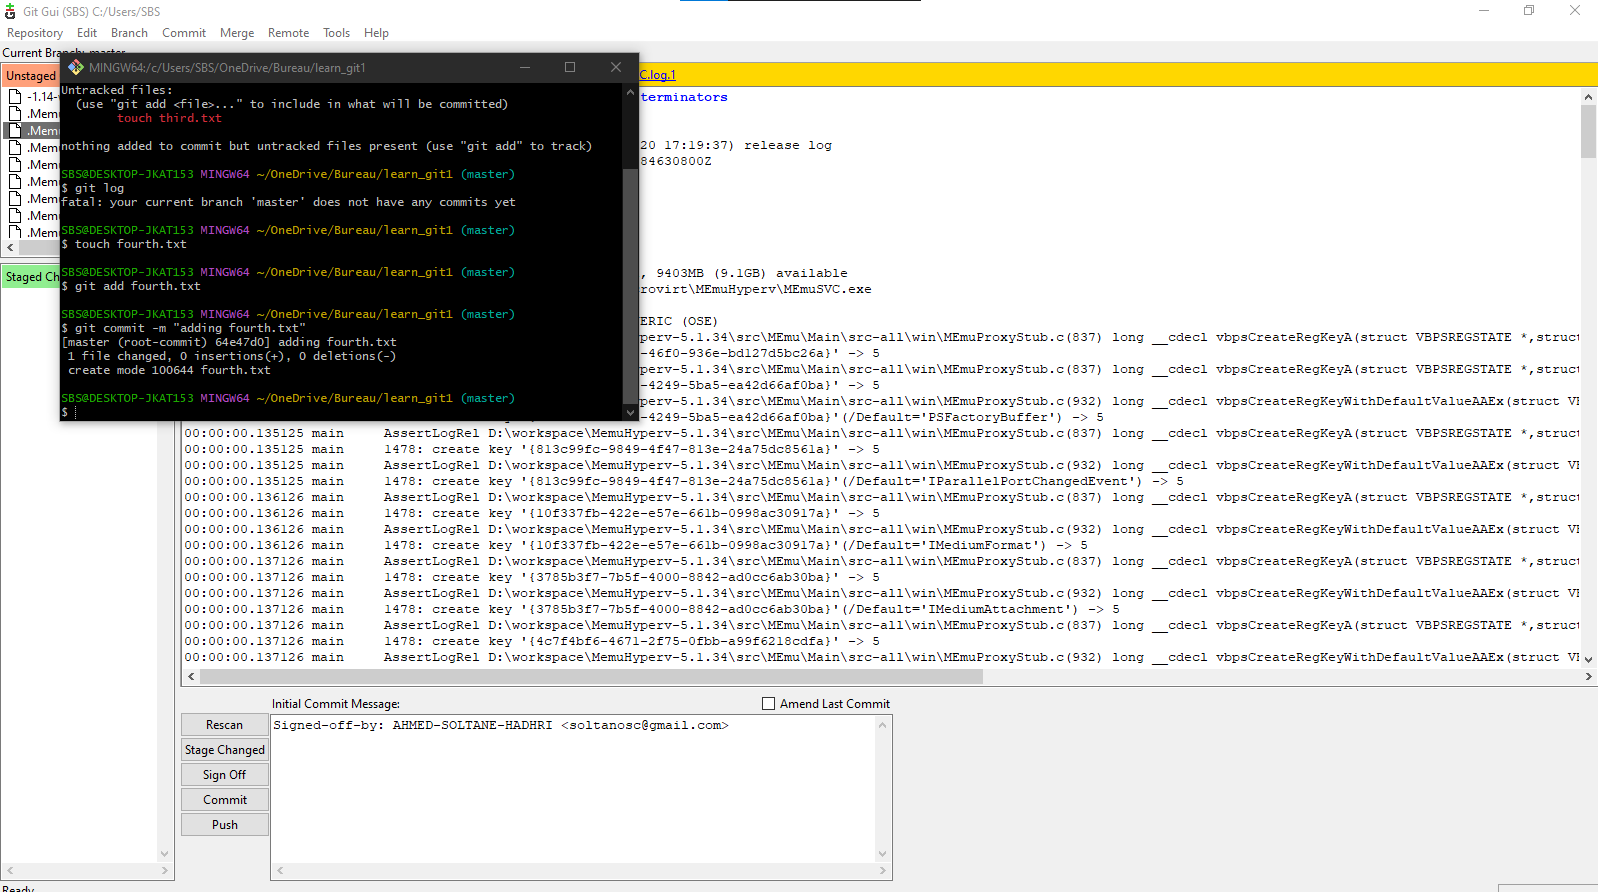 Git Gui (SBS) C:/Users/SBS
Repository Edit Branch Commit Merge Remote Tools Help
Current Branch: master
Unstaged
C.log.1
-1.14-
.Mem
.Mem
.Mem
.Mem
.Mem
.Mem
.Mem
.Mem
Staged Ch
MINGW64:/c/Users/SBS/OneDrive/Bureau/learn_git1
Untracked files:
(use "git add <file>..." to include in what will be committed)
touch third.txt
nothing added to commit but untracked files present (use "git add" to track)
SBS@DESKTOP-JKAT153 MINGW64 ~/OneDrive/Bureau/learn_git1 (master)
$ git log
fatal: your current branch 'master' does not have any commits yet
SBS@DESKTOP-JKAT153 MINGW64 ~/OneDrive/Bureau/learn_git1 (master)
$ touch fourth.txt
SBS@DESKTOP-JKAT153 MINGW64 ~/OneDrive/Bureau/learn_git1 (master)
$ git add fourth.txt
SBS@DESKTOP-JKAT153 MINGW64 ~/OneDrive/Bureau/learn_git1 (master)
$ git commit -m "adding fourth.txt"
[master (root-commit) 64e47d0] adding fourth.txt
1 file changed, 0 insertions(+), 0 deletions(-)
create mode 100644 fourth.txt
SBS@DESKTOP-JKAT153 MINGW64 ~/OneDrive/Bureau/learn_git1 (master)
$
terminators
20 17:19:37) release log
84630800Z
, 9403MB (9.1GB) available
rovirt\MEmuHyperv\MEmuSVC.exe
ERIC (OSE)
perv-5.1.34\src\MEmu\Main\src-all\win\MEmuProxyStub.c(837) long __cdecl vbpsCreateRegKeyA(struct VBPSREGSTATE *,struct
-46f0-936e-bd127d5bc26a}' -> 5
perv-5.1.34\src\MEmu\Main\src-all\win\MEmuProxyStub.c(837) long __cdecl vbpsCreateRegKeyA(struct VBPSREGSTATE *,struct
-4249-5ba5-ea42d66af0ba}' -> 5
perv-5.1.34\src\MEmu\Main\src-all\win\MEmuProxyStub.c(932) long __cdecl vbpsCreateRegKeyWithDefaultValueAAEx(struct VB
-4249-5ba5-ea42d66af0ba}'(/Default='PSFactoryBuffer') -> 5
00:00:00.135125 main AssertLogRel D:\workspace\MemuHyperv-5.1.34\src\MEmu\Main\src-all\win\MEmuProxyStub.c(837) long __cdecl vbpsCreateRegKeyA(struct VBPSREGSTATE *,struct
00:00:00.135125 main 1478: create key '{813c99fc-9849-4f47-813e-24a75dc8561a}' -> 5
00:00:00.135125 main AssertLogRel D:\workspace\MemuHyperv-5.1.34\src\MEmu\Main\src-all\win\MEmuProxyStub.c(932) long __cdecl vbpsCreateRegKeyWithDefaultValueAAEx(struct VB
00:00:00.135125 main 1478: create key '{813c99fc-9849-4f47-813e-24a75dc8561a}'(/Default='IParallelPortChangedEvent') -> 5
00:00:00.136126 main AssertLogRel D:\workspace\MemuHyperv-5.1.34\src\MEmu\Main\src-all\win\MEmuProxyStub.c(837) long __cdecl vbpsCreateRegKeyA(struct VBPSREGSTATE *,struct
00:00:00.136126 main 1478: create key '{10f337fb-422e-e57e-661b-0998ac30917a}' -> 5
00:00:00.136126 main AssertLogRel D:\workspace\MemuHyperv-5.1.34\src\MEmu\Main\src-all\win\MEmuProxyStub.c(932) long __cdecl vbpsCreateRegKeyWithDefaultValueAAEx(struct VB
00:00:00.136126 main 1478: create key '{10f337fb-422e-e57e-661b-0998ac30917a}'(/Default='IMediumFormat') -> 5
00:00:00.137126 main AssertLogRel D:\workspace\MemuHyperv-5.1.34\src\MEmu\Main\src-all\win\MEmuProxyStub.c(837) long __cdecl vbpsCreateRegKeyA(struct VBPSREGSTATE *,struct
00:00:00.137126 main 1478: create key '{3785b3f7-7b5f-4000-8842-ad0cc6ab30ba}' -> 5
00:00:00.137126 main AssertLogRel D:\workspace\MemuHyperv-5.1.34\src\MEmu\Main\src-all\win\MEmuProxyStub.c(932) long __cdecl vbpsCreateRegKeyWithDefaultValueAAEx(struct VB
00:00:00.137126 main 1478: create key '{3785b3f7-7b5f-4000-8842-ad0cc6ab30ba}'(/Default='IMediumAttachment') -> 5
00:00:00.137126 main AssertLogRel D:\workspace\MemuHyperv-5.1.34\src\MEmu\Main\src-all\win\MEmuProxyStub.c(837) long __cdecl vbpsCreateRegKeyA(struct VBPSREGSTATE *,struct
00:00:00.137126 main 1478: create key '{4c7f4bf6-4671-2f75-0fbb-a99f6218cdfa}' -> 5
00:00:00.137126 main AssertLogRel D:\workspace\MemuHyperv-5.1.34\src\MEmu\Main\src-all\win\MEmuProxyStub.c(932) long __cdecl vbpsCreateRegKeyWithDefaultValueAAEx(struct VB
Initial Commit Message:
Amend Last Commit
Rescan
Stage Changed
Sign Off
Commit
Push
Signed-off-by: AHMED-SOLTANE-HADHRI <soltanosc@gmail.com>
Ready